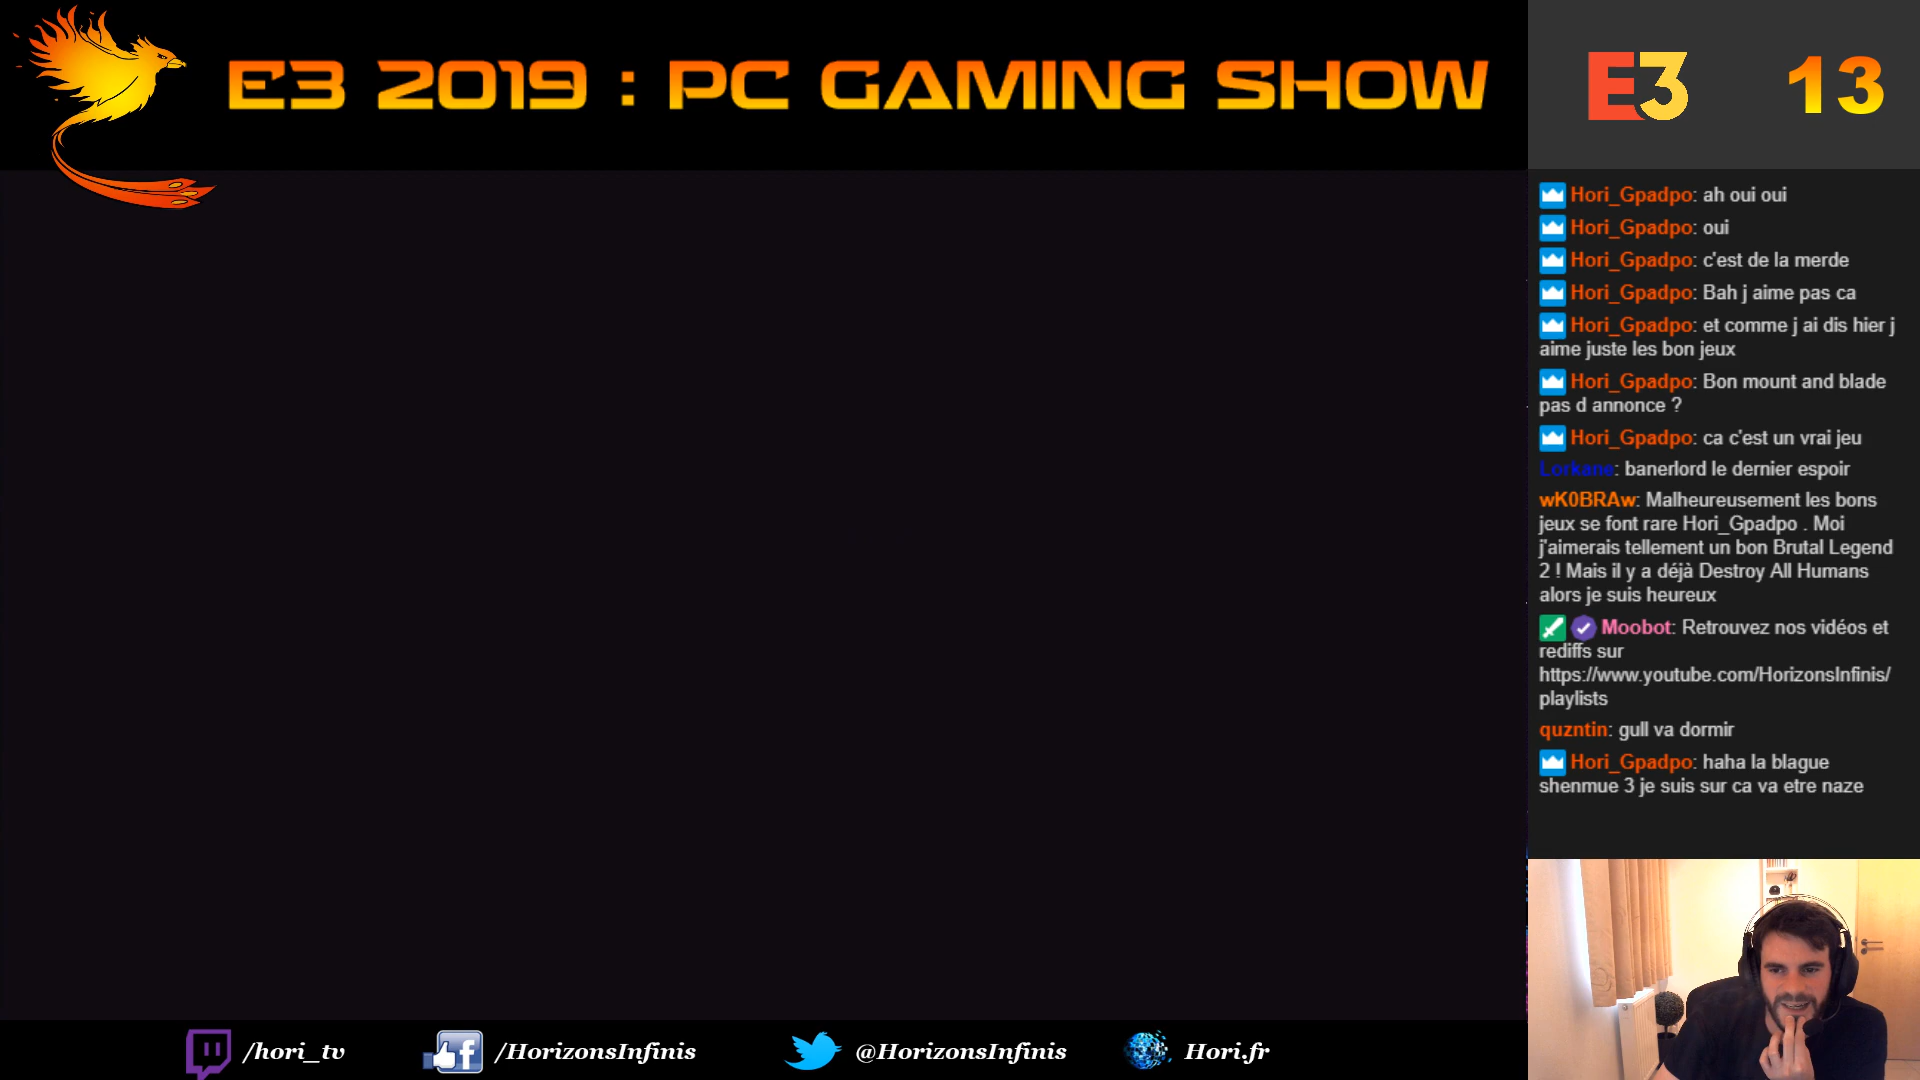 E3 2019 : PC GAMING SHOW
E3
13
Hori_Gpadpo: ah oui oui
Hori_Gpadpo: oui
Hori_Gpadpo: c'est de la merde
Hori_Gpadpo: Bah j aime pas ca
Hori_Gpadpo: et comme j ai dis hier j
aime juste les bon jeux
Hori_Gpadpo: Bon mount and blade
pas d annonce ?
Hori_Gpadpo: ca c'est un vrai jeu
Lorkane: banerlord le dernier espoir
wK0BRAw: Malheureusement les bons
jeux se font rare Hori_Gpadpo . Moi
j'aimerais tellement un bon Brutal Legend
2 ! Mais il y a déjà Destroy All Humans
alors je suis heureux
Moobot: Retrouvez nos vidéos et
rediffs sur
https://www.youtube.com/HorizonsInfinis/
playlists
quzntin: gull va dormir
Hori_Gpadpo: haha la blague
shenmue 3 je suis sur ca va etre naze
/hori_tv
/HorizonsInfinis
@HorizonsInfinis
Hori.fr